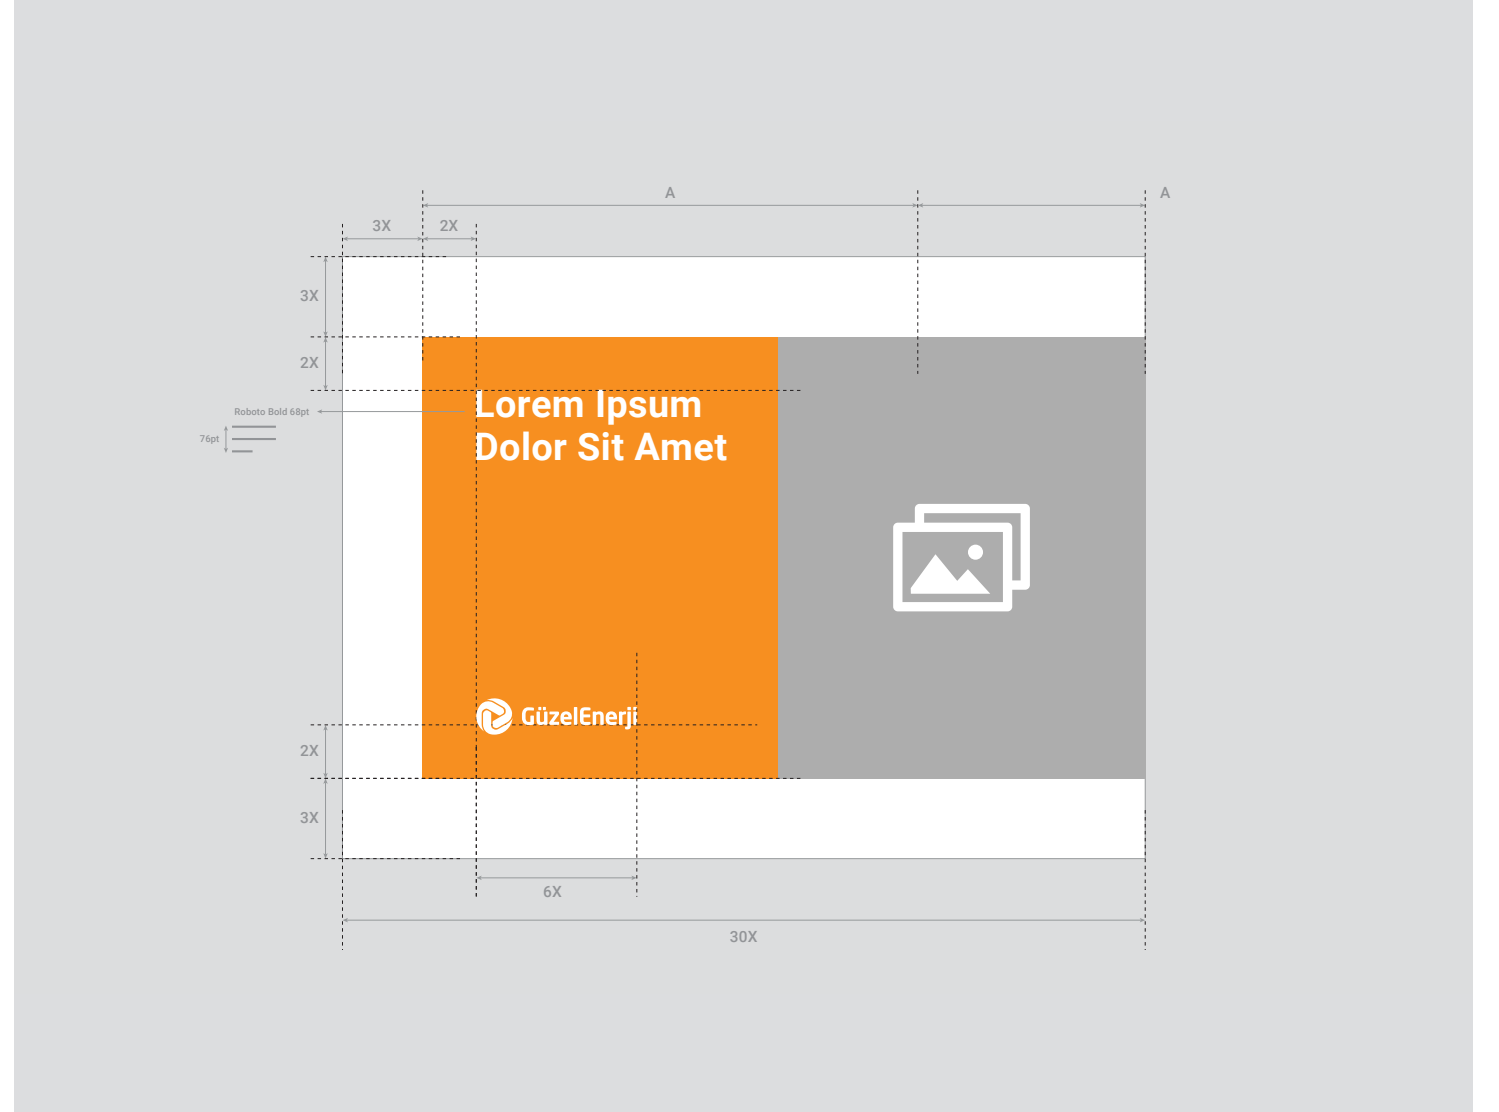 A
A
3X
2X
3X
2X
Roboto Bold 68pt
76pt
Lorem Ipsum
Dolor Sit Amet
GüzelEnerji
2X
3X
6X
30X